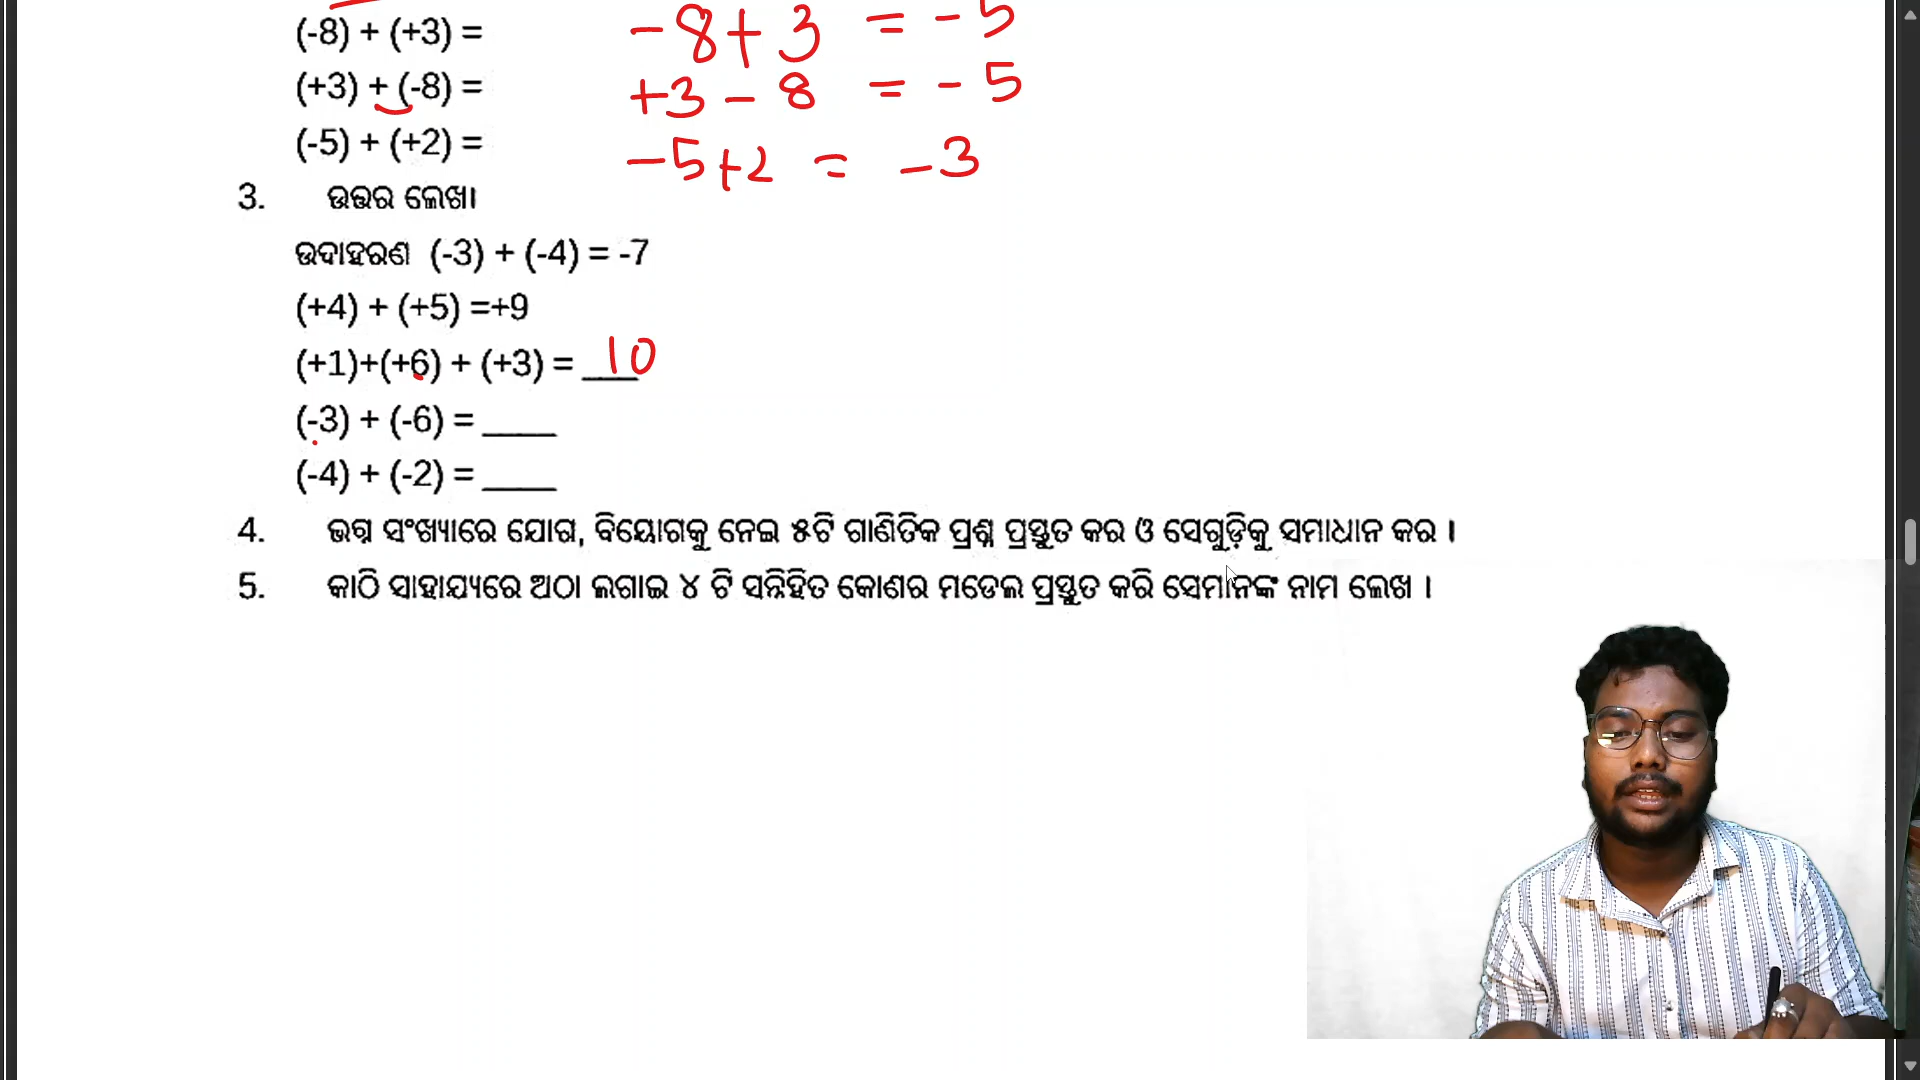 (-8) + (+3) = -8+3 = -5
(+3) + (-8) = +3-8 = -5
(-5) + (+2) = -5+2 = -3
3. ଉତ୍ତର ଲେଖ।
ଉଦାହରଣ (-3) + (-4) = -7
(+4) + (+5) =+9
(+1)+(+6) + (+3) = ___10
(-3) + (-6) = ____
(-4) + (-2) = ____
4. ଭଗ୍ନ ସଂଖ୍ୟାରେ ଯୋଗ, ବିୟୋଗକୁ ନେଇ ୫ଟି ଗାଣିତିକ ପ୍ରଶ୍ନ ପ୍ରସ୍ତୁତ କର ଓ ସେଗୁଡ଼ିକୁ ସମାଧାନ କର ।
5. କାଠି ସାହାଯ୍ୟରେ ଅଠା ଲଗାଇ ୪ ଟି ସନ୍ନିହିତ କୋଣର ମଡେଲ ପ୍ରସ୍ତୁତ କରି ସେମାନଙ୍କ ନାମ ଲେଖ ।